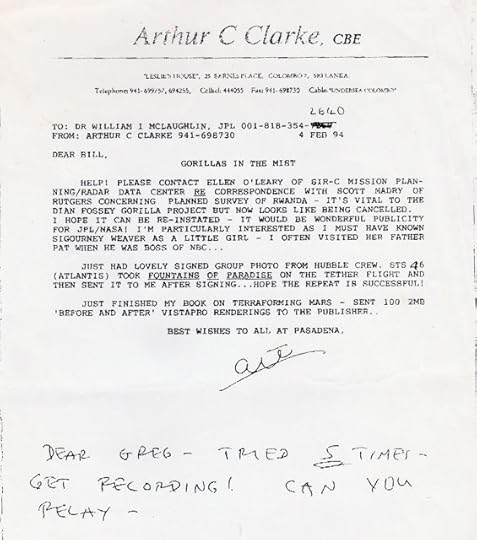 Arthur C Clarke, CBE
"LESLIE'S HOUSE", 25 BARNES PLACE, COLOMBO 7, SRI LANKA.
Telephone: 941- 699757, 694255, Celltel: 444055 Fax: 941- 698730 Cable: "UNDERSEA COLOMBO"
2640
TO: DR WILLIAM I MCLAUGHLIN, JPL 001-818-354-
FROM: ARTHUR C CLARKE 941-698730 4 FEB 94
DEAR BILL,
GORILLAS IN THE MIST
HELP! PLEASE CONTACT ELLEN O'LEARY OF SIR-C MISSION PLAN-
NING/RADAR DATA CENTER RE CORRESPONDENCE WITH SCOTT MADRY OF
RUTGERS CONCERNING PLANNED SURVEY OF RWANDA - IT'S VITAL TO THE
DIAN FOSSEY GORILLA PROJECT BUT NOW LOOKS LIKE BEING CANCELLED.
I HOPE IT CAN BE RE-INSTATED - IT WOULD BE WONDERFUL PUBLICITY
FOR JPL/NASA! I'M PARTICULARLY INTERESTED AS I MUST HAVE KNOWN
SIGOURNEY WEAVER AS A LITTLE GIRL - I OFTEN VISITED HER FATHER
PAT WHEN HE WAS BOSS OF NBC...
JUST HAD LOVELY SIGNED GROUP PHOTO FROM HUBBLE CREW. STS 46
(ATLANTIS) TOOK FOUNTAINS OF PARADISE ON THE TETHER FLIGHT AND
THEN SENT IT TO ME AFTER SIGNING...HOPE THE REPEAT IS SUCCESSFUL!
JUST FINISHED MY BOOK ON TERRAFORMING MARS - SENT 100 2MB
'BEFORE AND AFTER' VISTAPRO RENDERINGS TO THE PUBLISHER..
BEST WISHES TO ALL AT PASADENA,
DEAR GREG - TRIED 5 TIMES -
GET RECORDING! CAN YOU
RELAY -